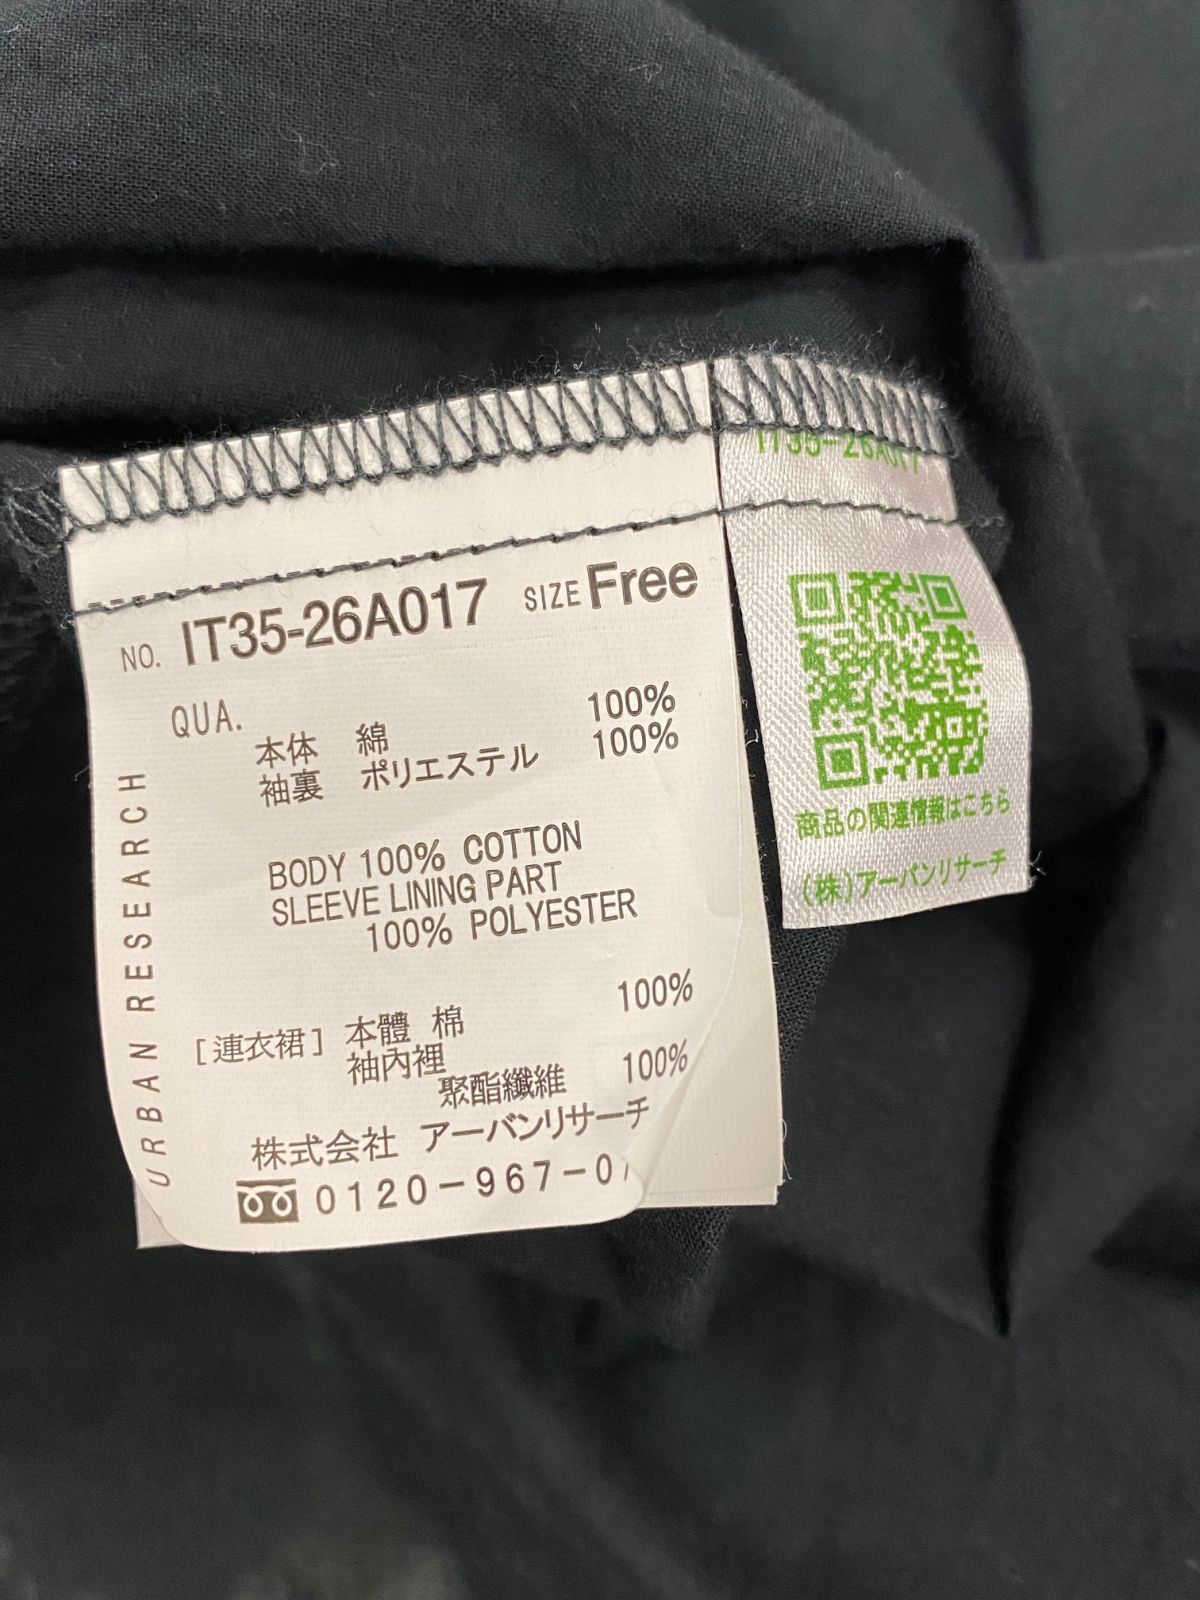 NO. IT35-26A017 SIZE Free
QUA.
本体 綿 100%
袖裏 ポリエステル 100%
BODY 100% COTTON
SLEEVE LINING PART
100% POLYESTER
[連衣裙] 本體 棉 100%
袖內裡
聚酯纖維 100%
株式会社 アーバンリサーチ
0120-967-0
URBAN RESEARCH
IT35-26A017
商品の関連情報はこちら
(株)アーバンリサーチ